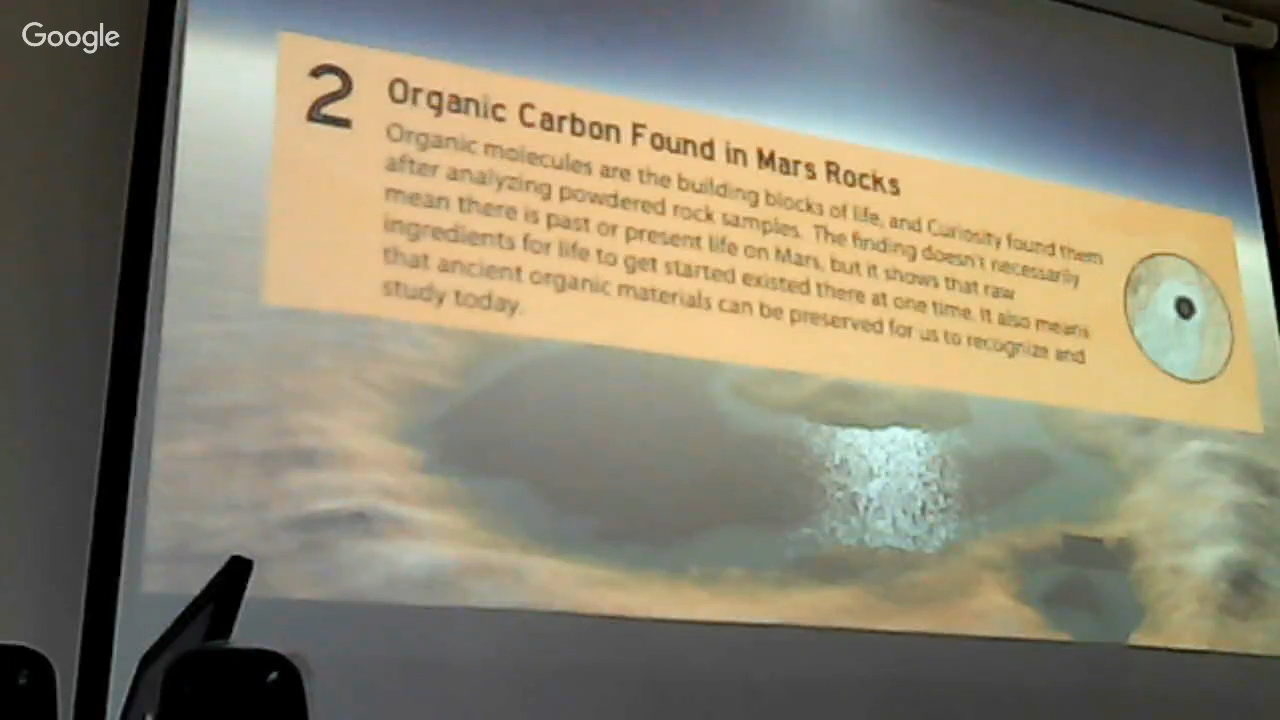 Google
2
Organic Carbon Found in Mars Rocks
Organic molecules are the building blocks of life, and Curiosity found them
after analyzing powdered rock samples. The finding doesn't necessarily
mean there is past or present life on Mars, but it shows that raw
ingredients for life to get started existed there at one time. It also means
that ancient organic materials can be preserved for us to recognize and
study today.